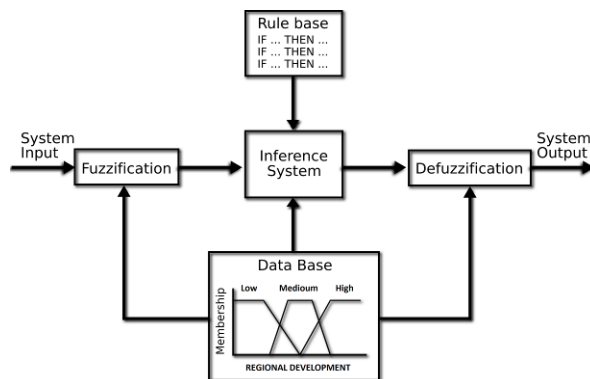 Rule base
IF ... THEN ...
IF ... THEN ...
IF ... THEN ...
System
Input
Fuzzification
Inference
System
Defuzzification
System
Output
Data Base
Low Medioum High
Membership
REGIONAL DEVELOPMENT